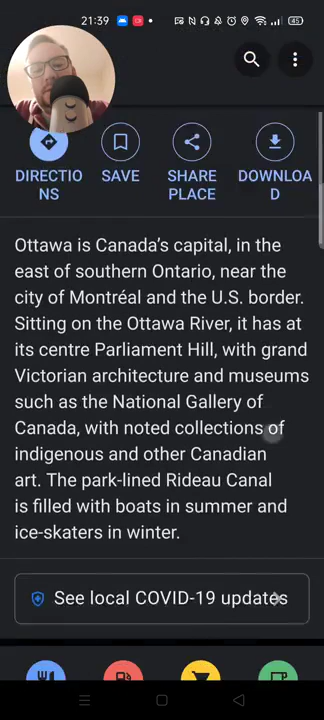 21:39
45
DIRECTIO
NS
SAVE
SHARE
PLACE
DOWNLOA
D
Ottawa is Canada's capital, in the
east of southern Ontario, near the
city of Montréal and the U.S. border.
Sitting on the Ottawa River, it has at
its centre Parliament Hill, with grand
Victorian architecture and museums
such as the National Gallery of
Canada, with noted collections of
indigenous and other Canadian
art. The park-lined Rideau Canal
is filled with boats in summer and
ice-skaters in winter.
See local COVID-19 updates